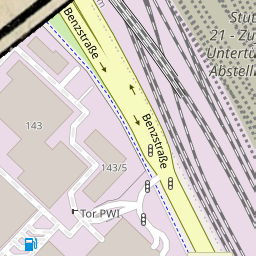 Benzstraße
Stut
21 - Zu
Untertü
Abstell
143
Benzstraße
143/5
Tor PWI